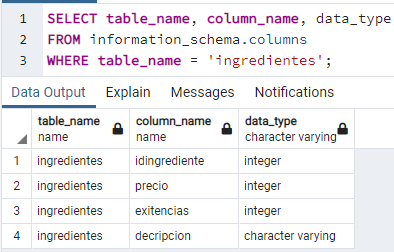 1 SELECT table_name, column_name, data_type
2 FROM information_schema.columns
3 WHERE table_name = 'ingredientes';
Data Output Explain Messages Notifications
table_name column_name data_type
name name character varying
1 ingredientes idingrediente integer
2 ingredientes precio integer
3 ingredientes exitencias integer
4 ingredientes decripcion character varying